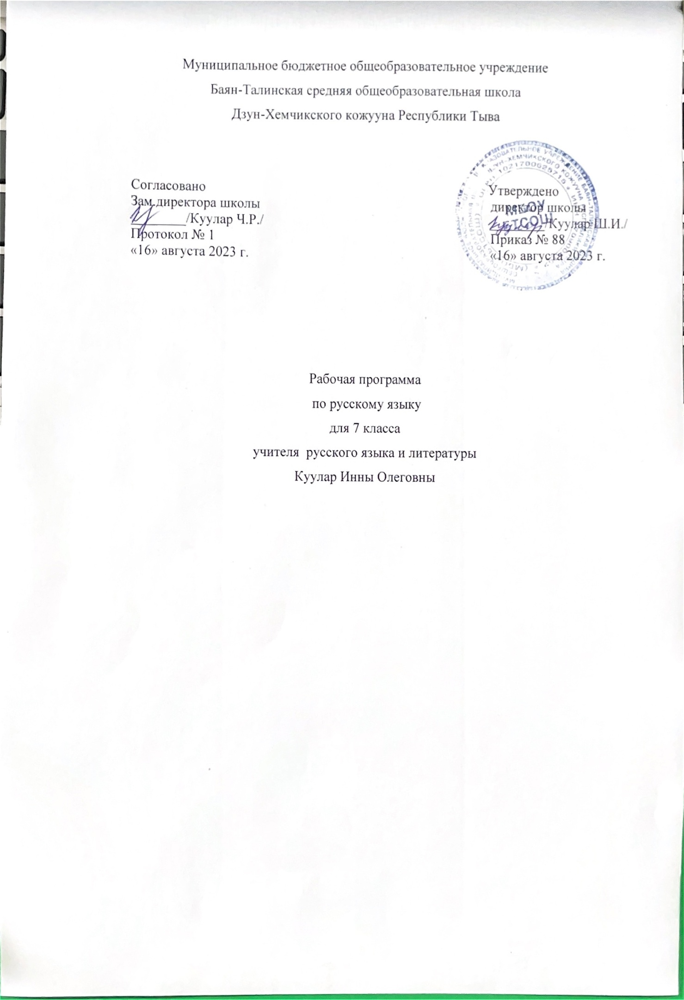 Муниципальное бюджетное общеобразовательное учреждение
Баян-Талинская средняя общеобразовательная школа
Дзун-Хемчикского кожууна Республики Тыва
Согласовано
Зам.директора школы
/Куулар Ч.Р./
Протокол № 1
«16» августа 2023 г.
Утверждено
директор школы
/Куулар Ш.И./
Приказ № 88
«16» августа 2023 г.
МБОУ
БТСОШ
Рабочая программа
по русскому языку
для 7 класса
учителя  русского языка и литературы
Куулар Инны Олеговны